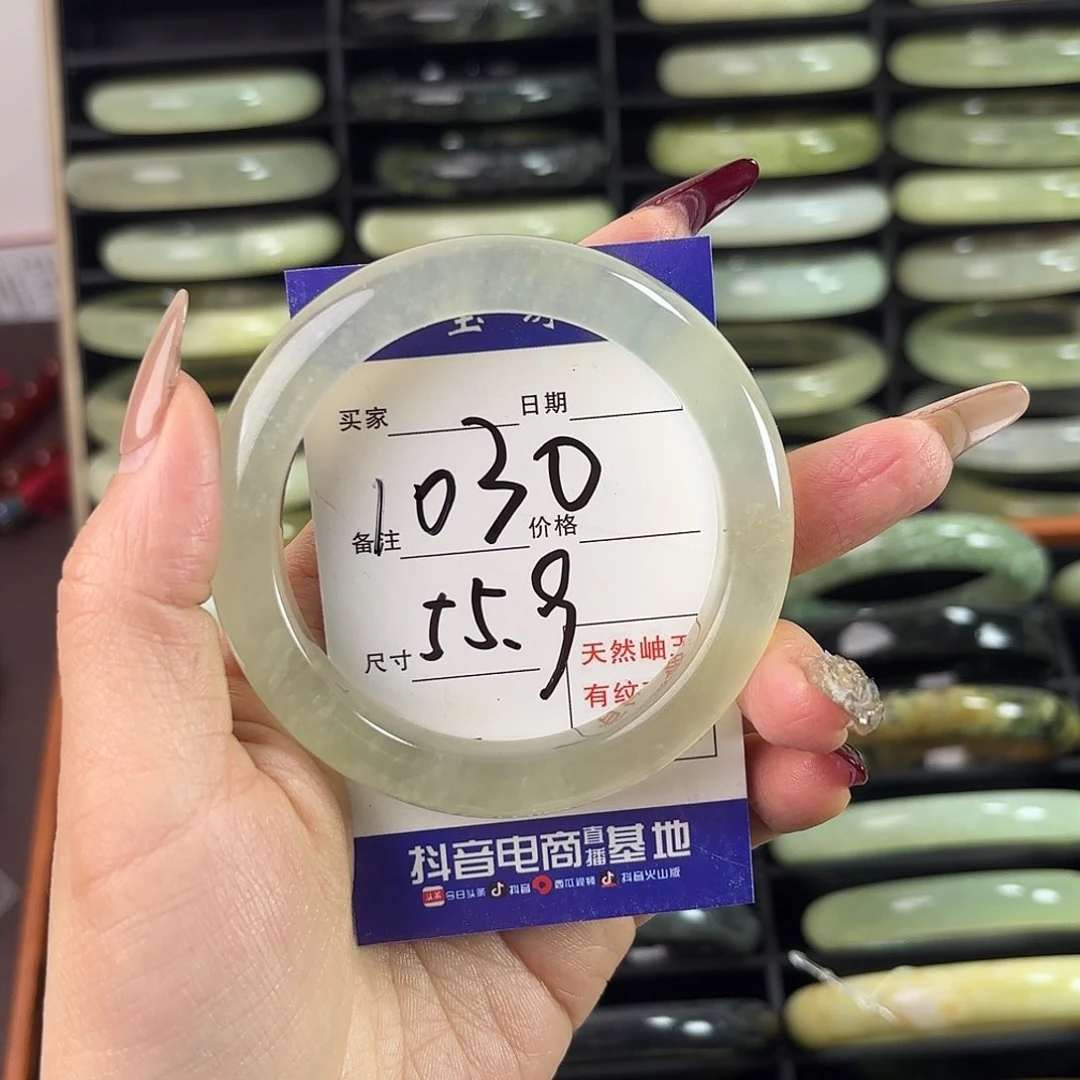 买家 日期
1030
备注 价格
55.9
尺寸
天然岫玉
有纹
抖音电商直播基地
今日头条 抖音 西瓜视频 抖音火山版